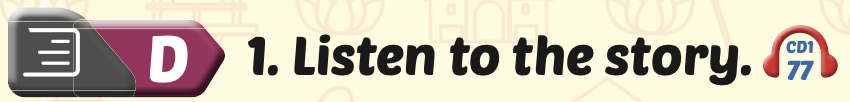 D 1. Listen to the story. CD1
77